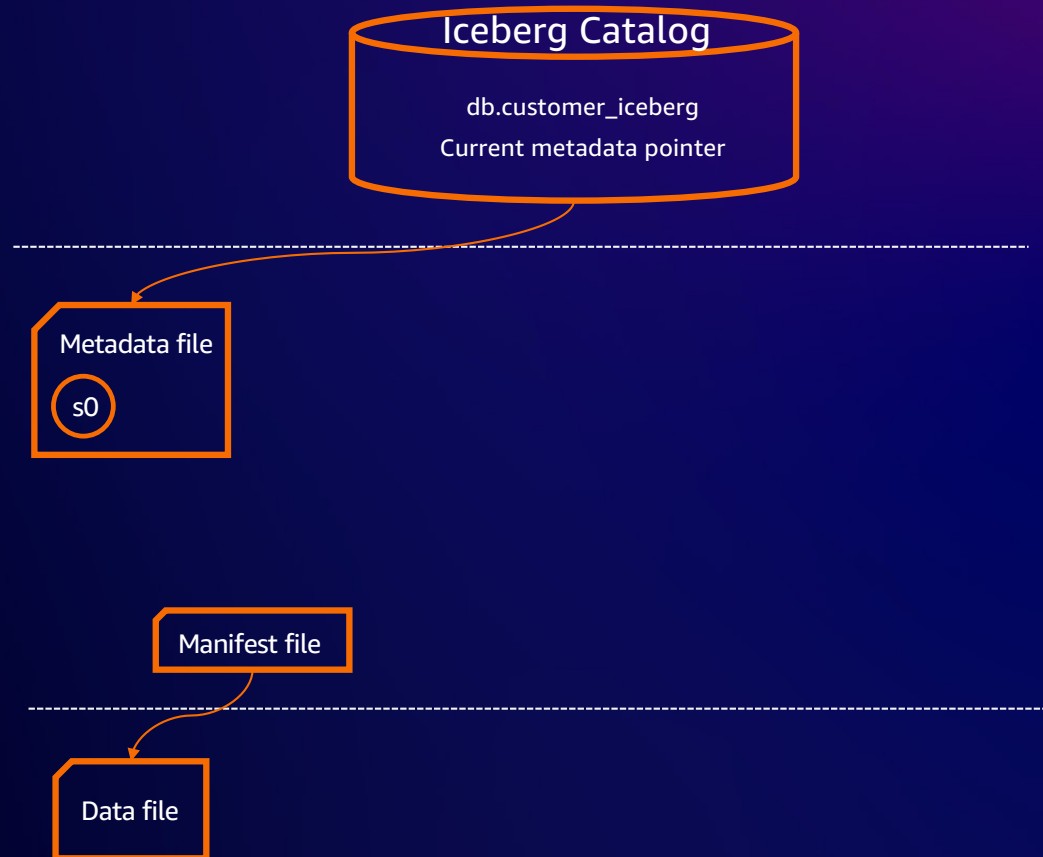 Iceberg Catalog
db.customer_iceberg
Current metadata pointer
Metadata file
s0
Manifest file
Data file